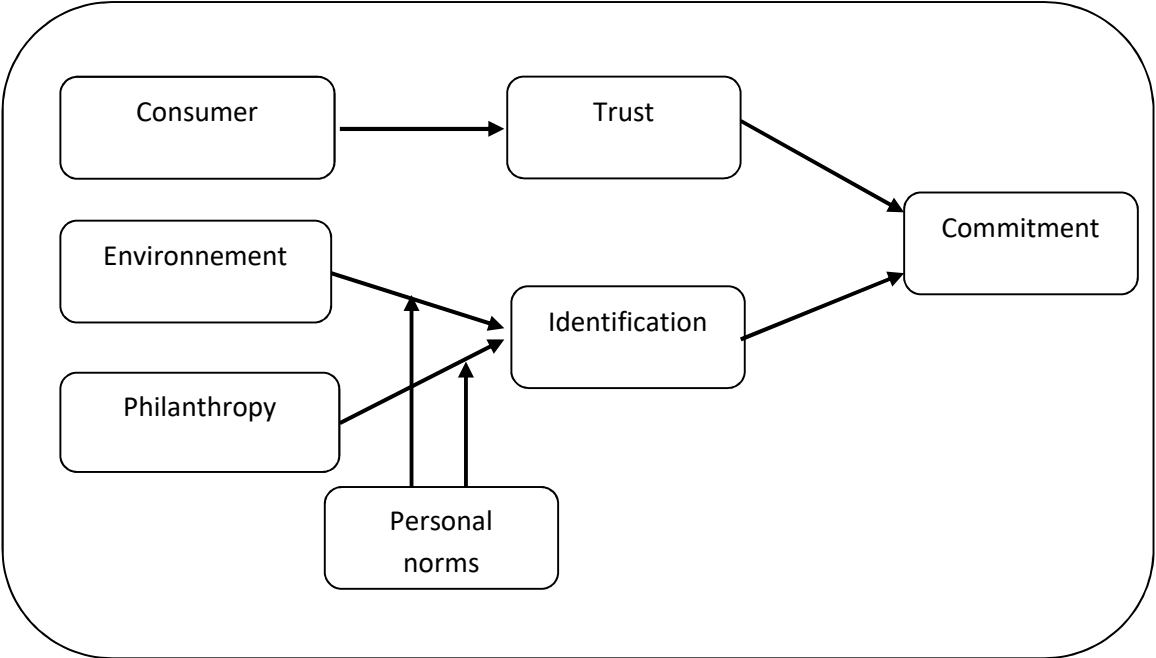 Consumer
Trust
Environnement
Commitment
Identification
Philanthropy
Personal
norms